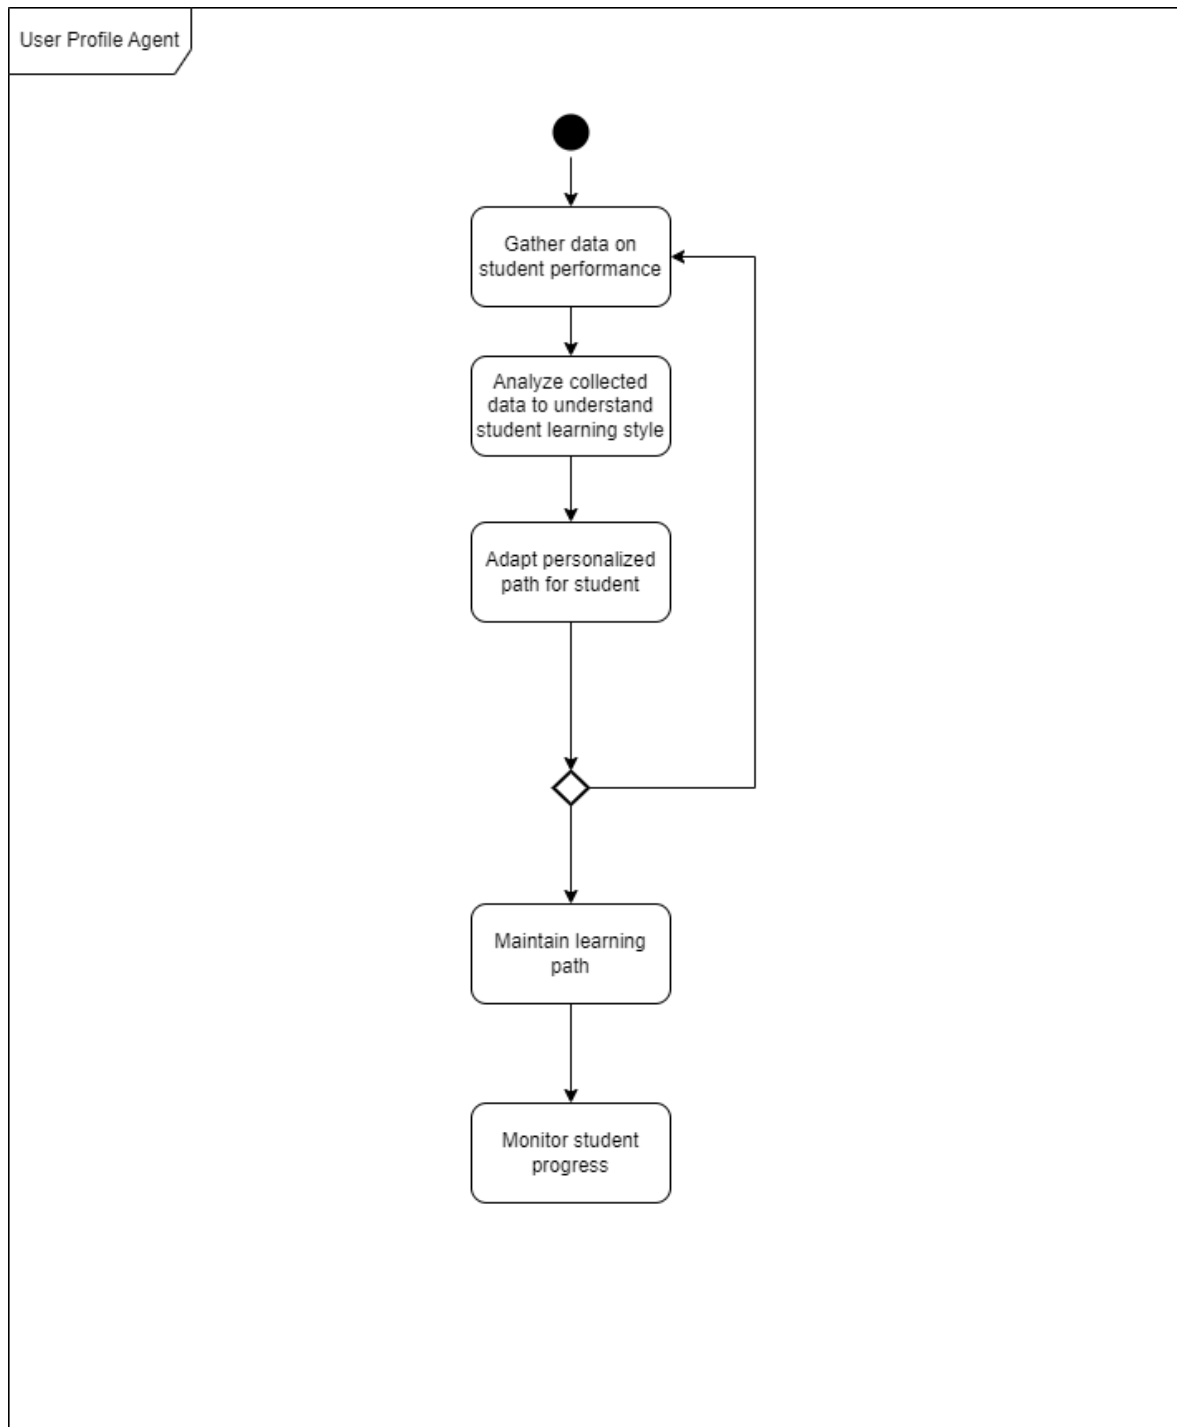 User Profile Agent
Gather data on
student performance
Analyze collected
data to understand
student learning style
Adapt personalized
path for student
Maintain learning
path
Monitor student
progress